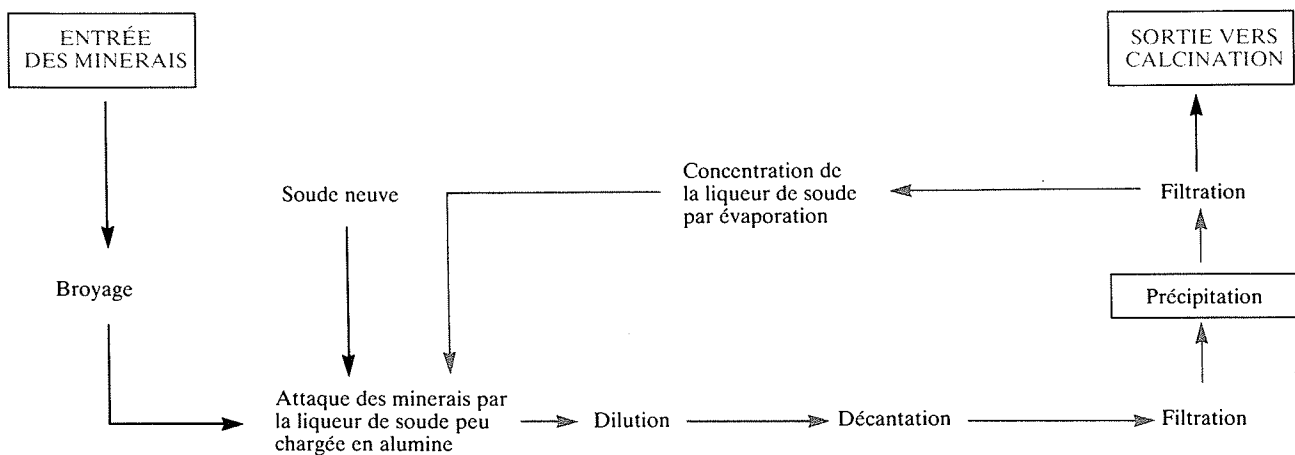 ENTRÉE
DES MINERAIS
SORTIE VERS
CALCINATION
Soude neuve
Concentration de
la liqueur de soude
par évaporation
Filtration
Broyage
Précipitation
Attaque des minerais par
la liqueur de soude peu
chargée en alumine
Dilution
Décantation
Filtration